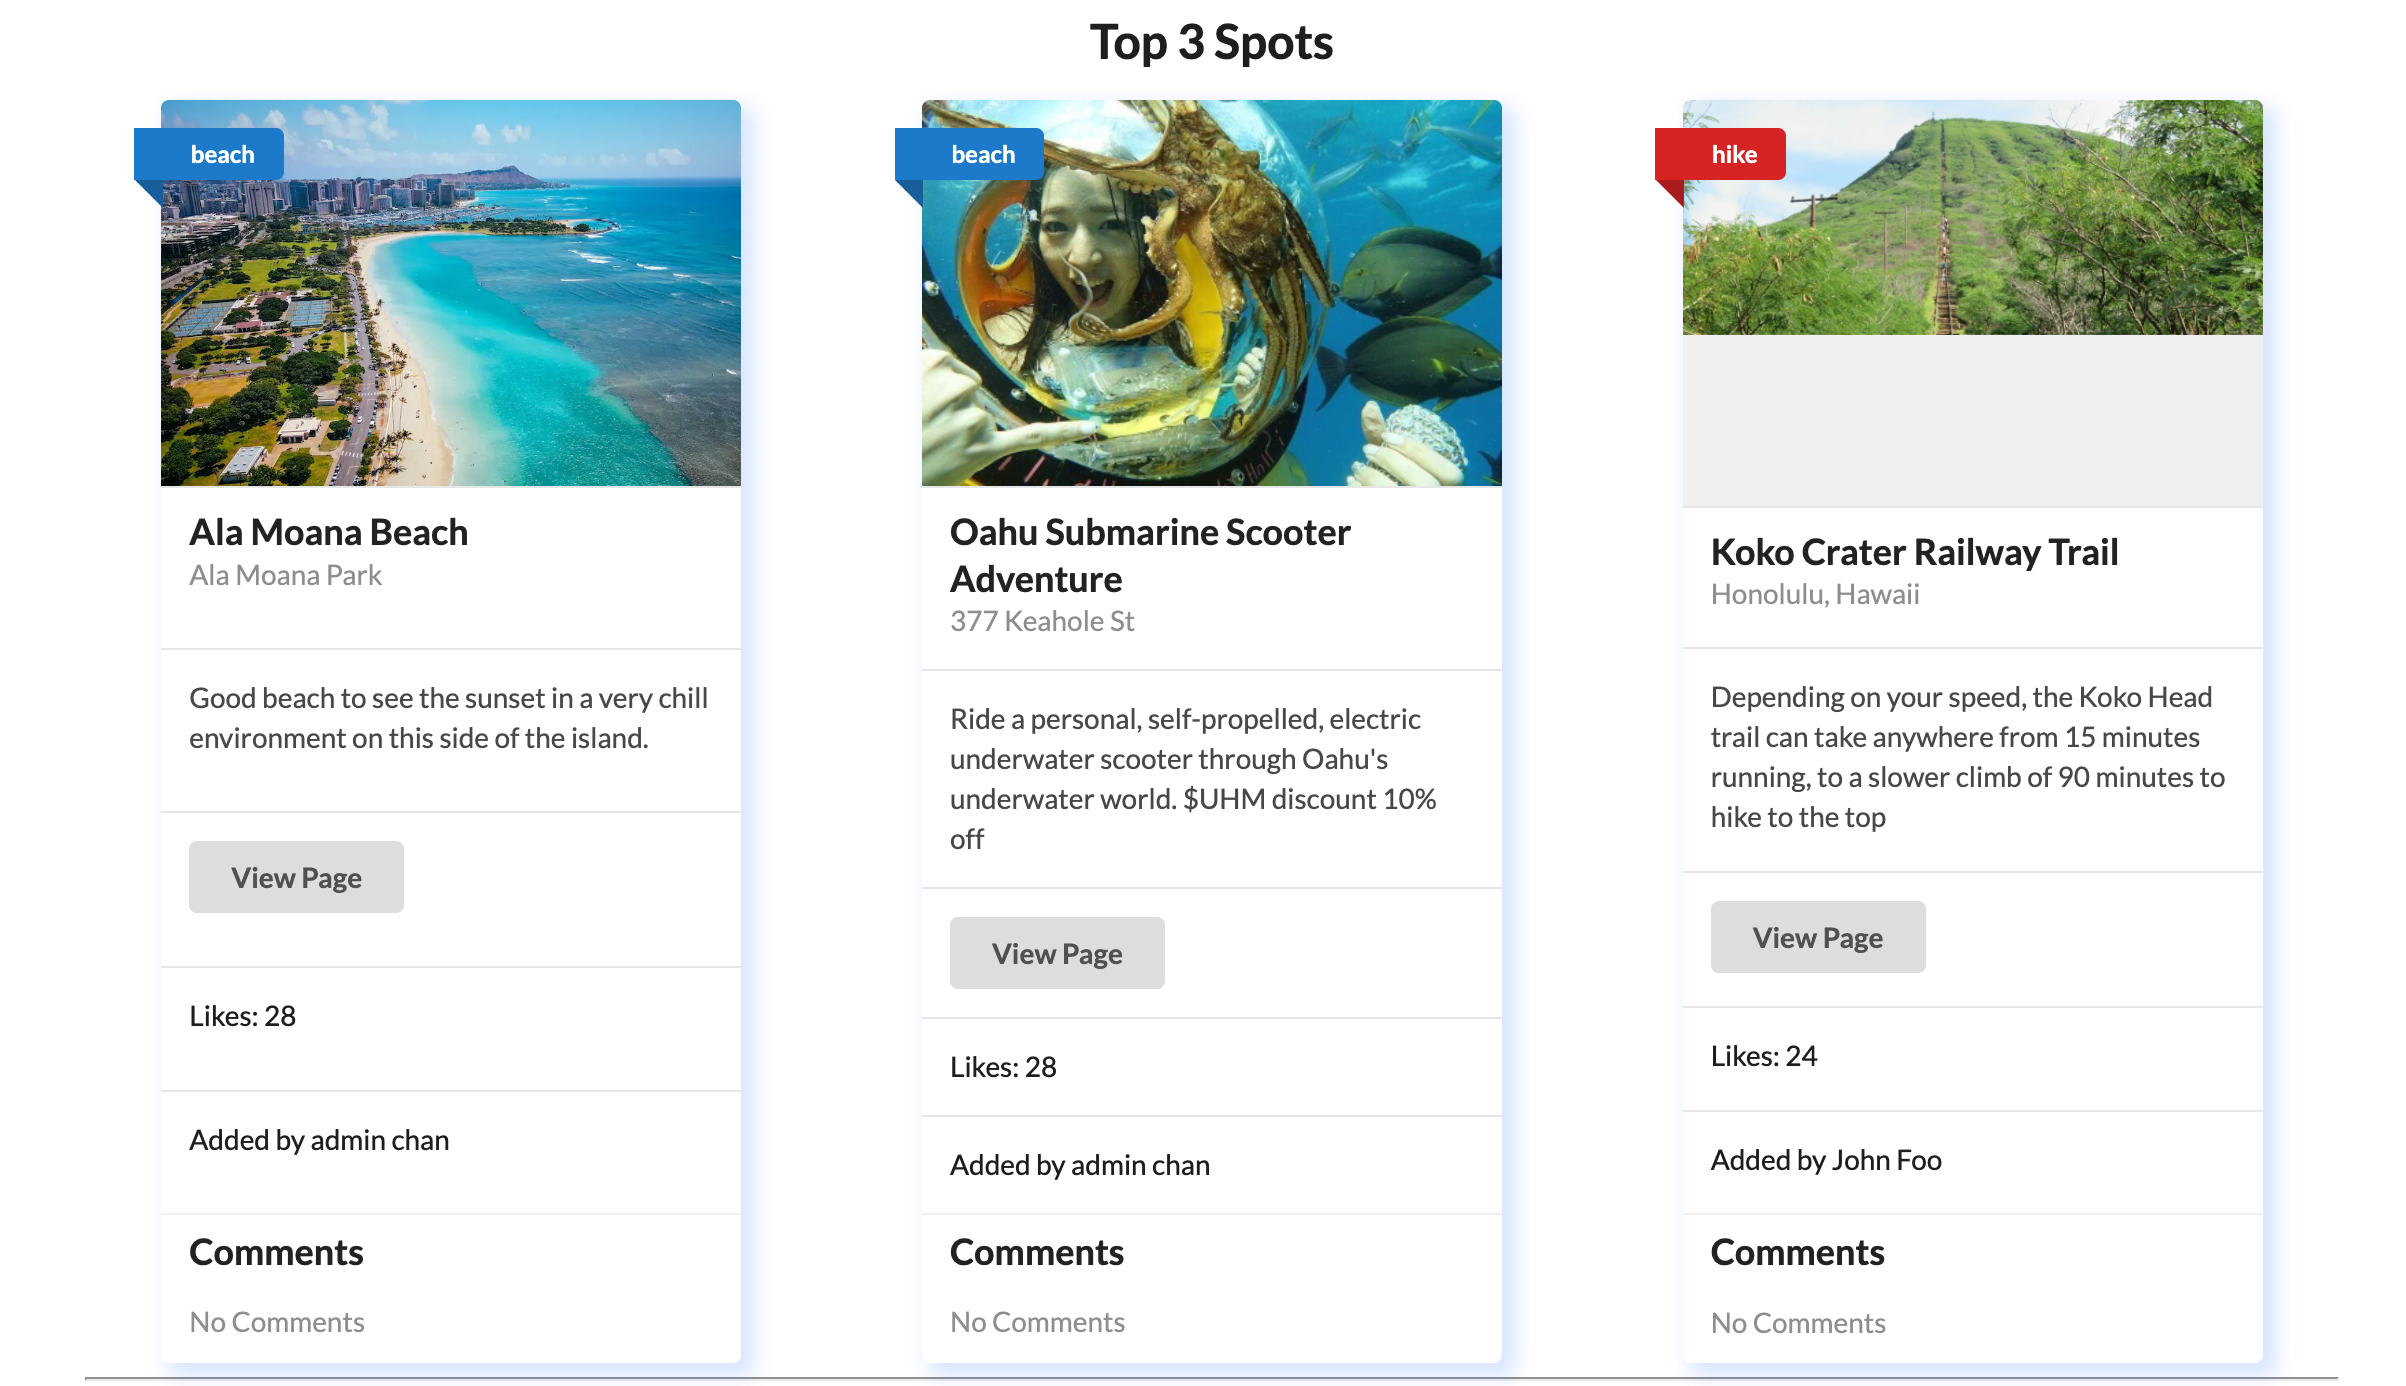 Top 3 Spots
beach
Ala Moana Beach
Ala Moana Park
Good beach to see the sunset in a very chill
environment on this side of the island.
View Page
Likes: 28
Added by admin chan
Comments
No Comments
beach
Oahu Submarine Scooter
Adventure
377 Keahole St
Ride a personal, self-propelled, electric
underwater scooter through Oahu's
underwater world. $UHM discount 10%
off
View Page
Likes: 28
Added by admin chan
Comments
No Comments
hike
Koko Crater Railway Trail
Honolulu, Hawaii
Depending on your speed, the Koko Head
trail can take anywhere from 15 minutes
running, to a slower climb of 90 minutes to
hike to the top
View Page
Likes: 24
Added by John Foo
Comments
No Comments